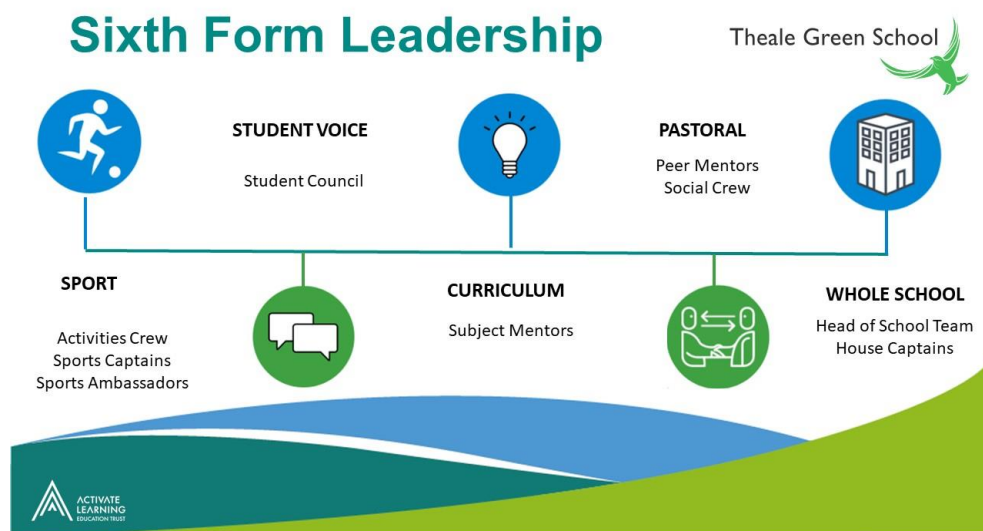 Sixth Form Leadership
Theale Green School
STUDENT VOICE
Student Council
PASTORAL
Peer Mentors
Social Crew
SPORT
Activities Crew
Sports Captains
Sports Ambassadors
CURRICULUM
Subject Mentors
WHOLE SCHOOL
Head of School Team
House Captains
ACTIVATE
LEARNING
EDUCATION TRUST